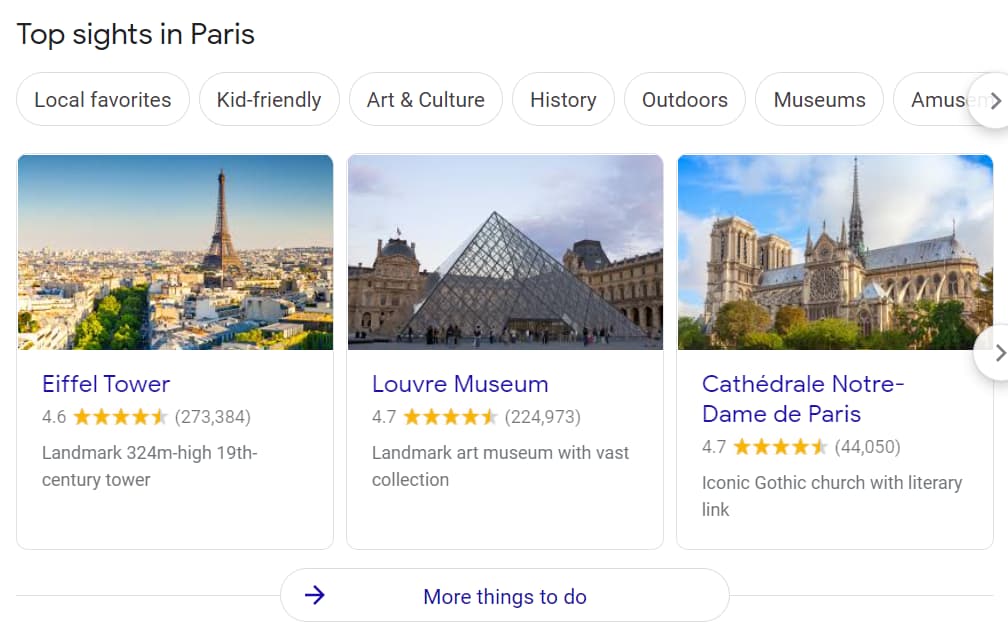 Top sights in Paris
Local favorites
Kid-friendly
Art & Culture
History
Outdoors
Museums
Eiffel Tower
4.6 (273,384)
Landmark 324m-high 19th-
century tower
Louvre Museum
4.7 (224,973)
Landmark art museum with vast
collection
Cathédrale Notre-
Dame de Paris
4.7 (44,050)
Iconic Gothic church with literary
link
More things to do